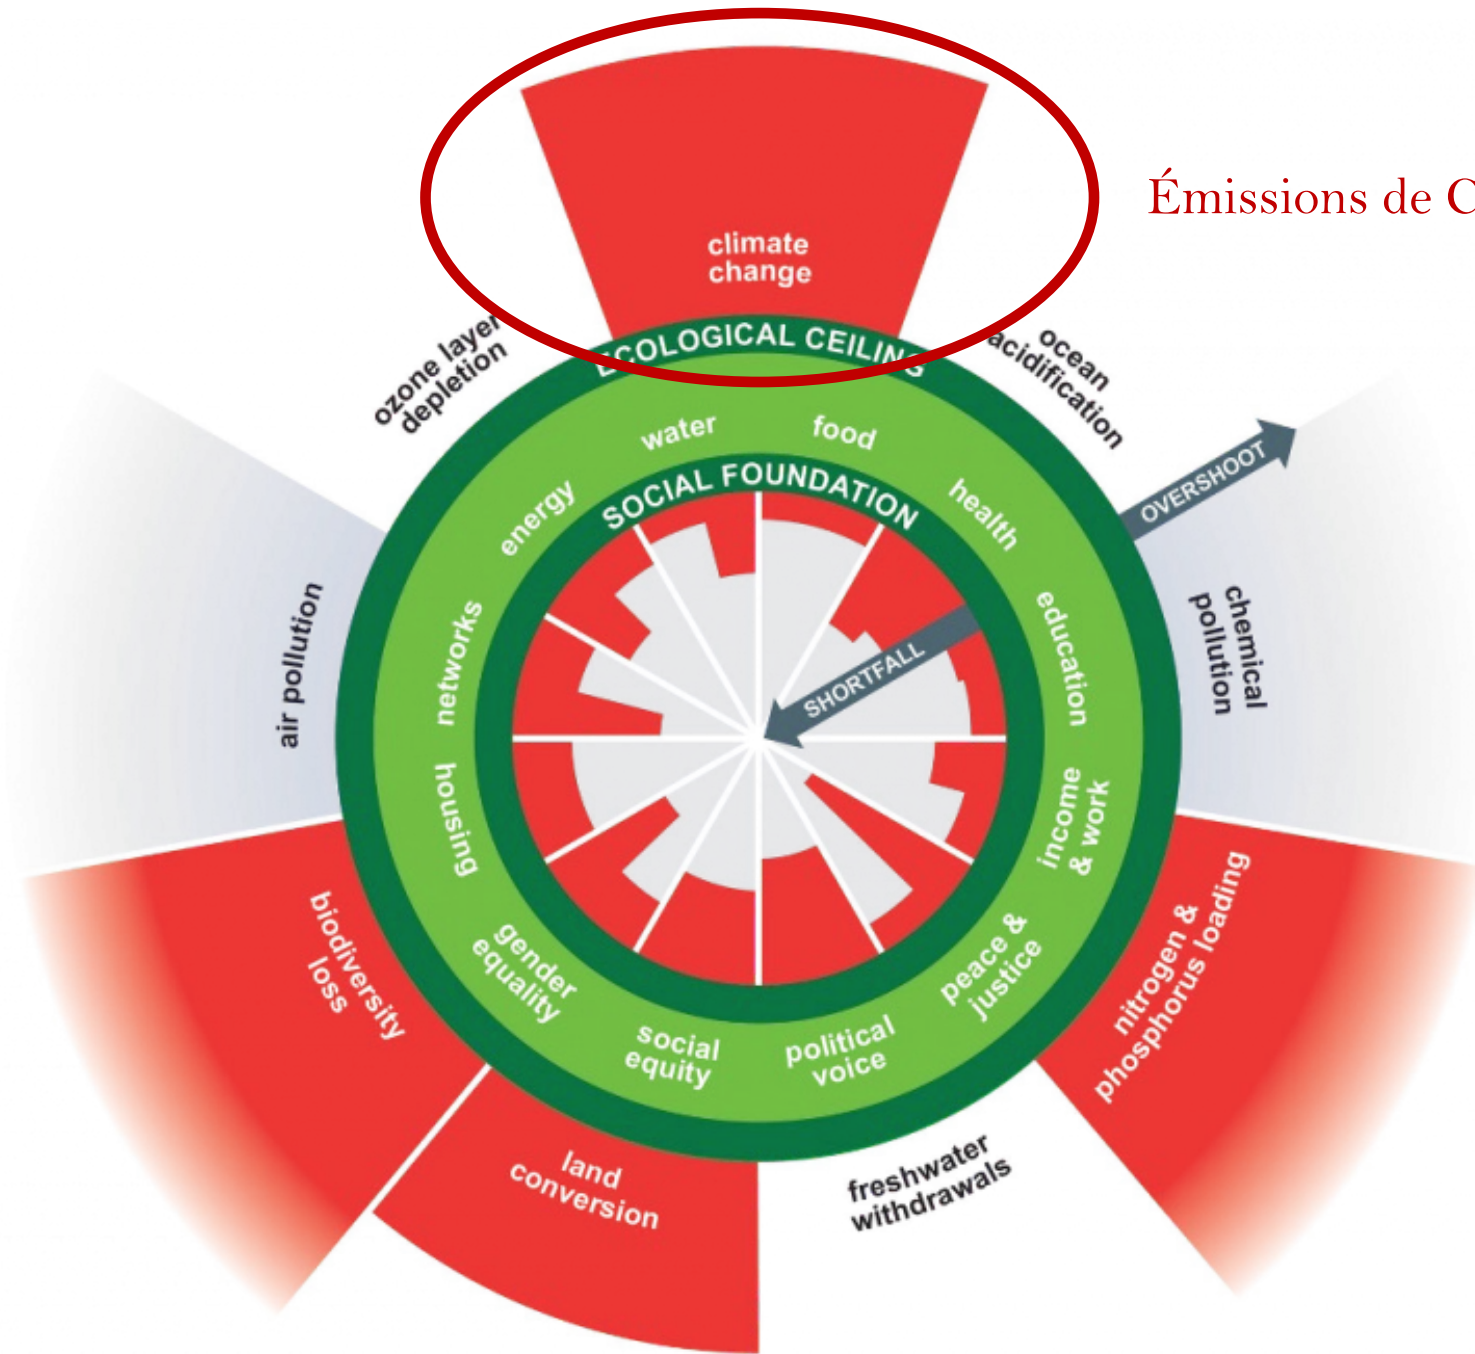 Émissions de C
climate
change
ECOLOGICAL CEILING
ozone layer
depletion
ocean
acidification
OVERSHOOT
water
food
SOCIAL FOUNDATION
energy
health
networks
education
SHORTFALL
air pollution
chemical
pollution
housing
income
& work
gender
equality
peace &
justice
social
equity
political
voice
biodiversity
loss
nitrogen &
phosphorus loading
land
conversion
freshwater
withdrawals